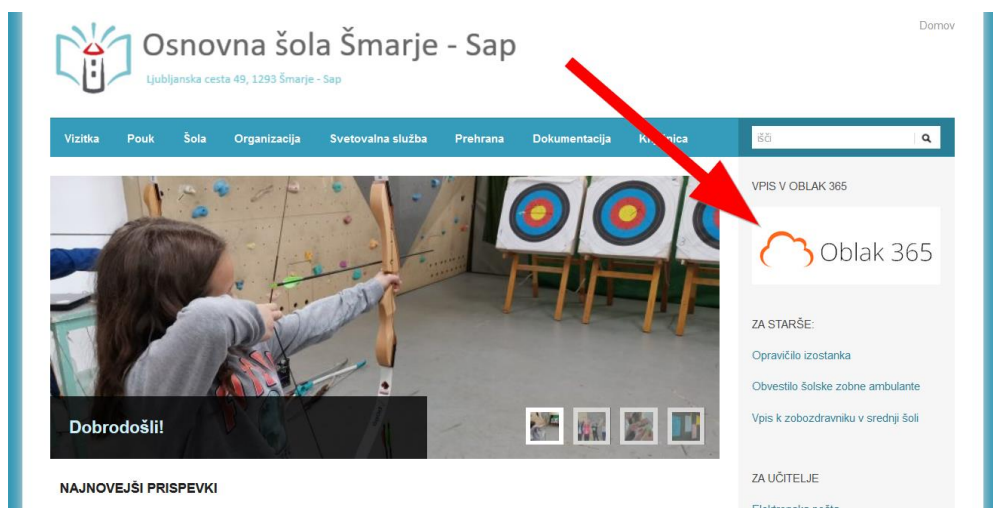 Domov
Osnovna šola Šmarje - Sap
Ljubljanska cesta 49, 1293 Šmarje - Sap
Vizitka Pouk Šola Organizacija Svetovalna služba Prehrana Dokumentacija
išči
VPIS V OBLAK 365
Oblak 365
ZA STARŠE:
Opravičilo izostanka
Obvestilo šolske zobne ambulante
Vpis k zobozdravniku v srednji šoli
Dobrodošli!
ZA UČITELJE
NAJNOVEJŠI PRISPEVKI